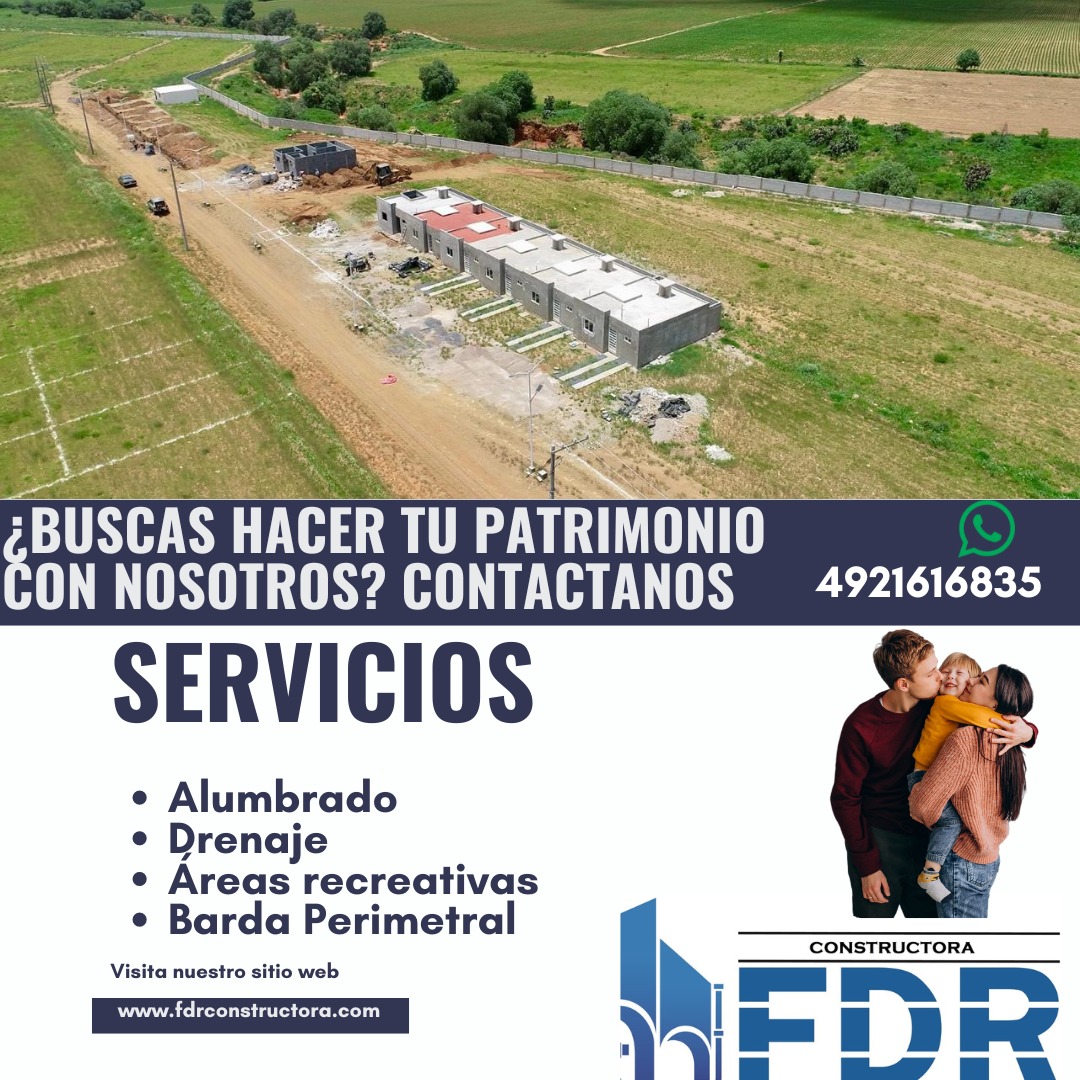 ¿BUSCAS HACER TU PATRIMONIO
CON NOSOTROS? CONTACTANOS
4921616835
SERVICIOS
• Alumbrado
• Drenaje
• Áreas recreativas
• Barda Perimetral
Visita nuestro sitio web
www.fdrconstructora.com
CONSTRUCTORA
FDR